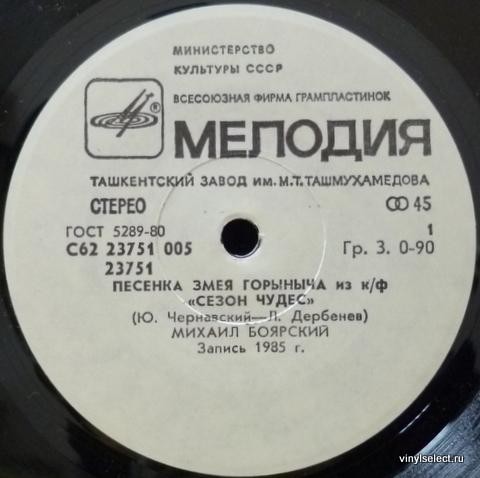 МИНИСТЕРСТВО
КУЛЬТУРЫ СССР
ВСЕСОЮЗНАЯ ФИРМА ГРАМПЛАСТИНОК
®
МЕЛОДИЯ
ТАШКЕНТСКИЙ ЗАВОД им. М.Т. ТАШМУХАМЕДОВА
СТЕРЕО 45
ГОСТ 5289-80 1
С62 23751 005 Гр. 3. 0-90
23751
ПЕСЕНКА ЗМЕЯ ГОРЫНЫЧА из к/ф
«СЕЗОН ЧУДЕС»
(Ю. Чернавский—Л. Дербенев)
МИХАИЛ БОЯРСКИЙ
Запись 1985 г.
vinylselect.ru